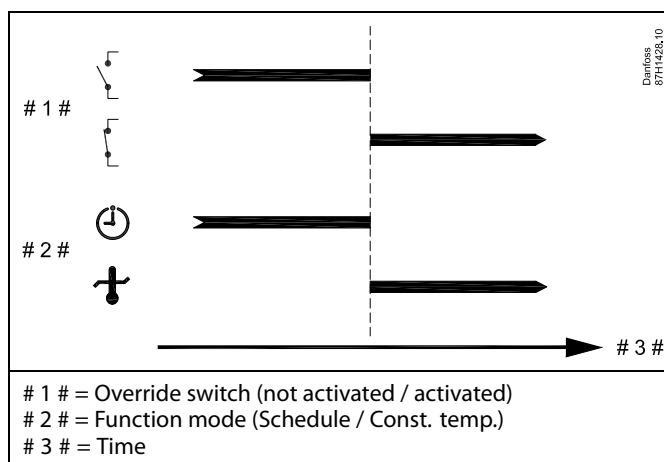 Danfoss
87H1428.10
# 1 #
# 2 #
# 3 #
# 1 # = Override switch (not activated / activated)
# 2 # = Function mode (Schedule / Const. temp.)
# 3 # = Time